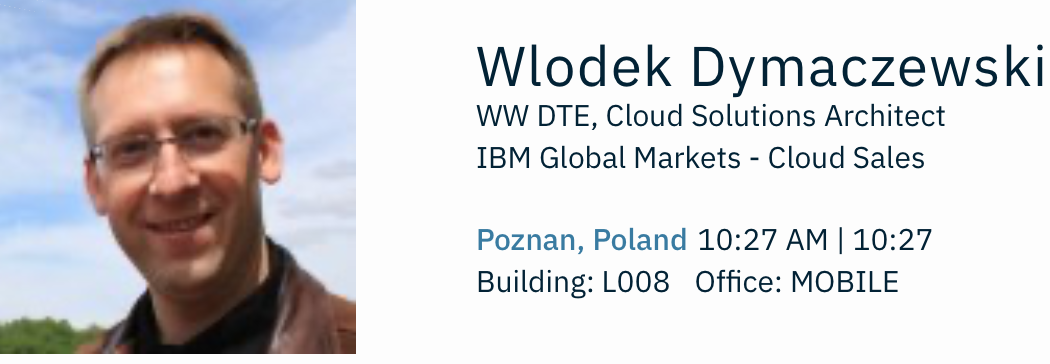 Wlodek Dymaczewski
WW DTE, Cloud Solutions Architect
IBM Global Markets - Cloud Sales
Poznan, Poland 10:27 AM | 10:27
Building: L008 Office: MOBILE